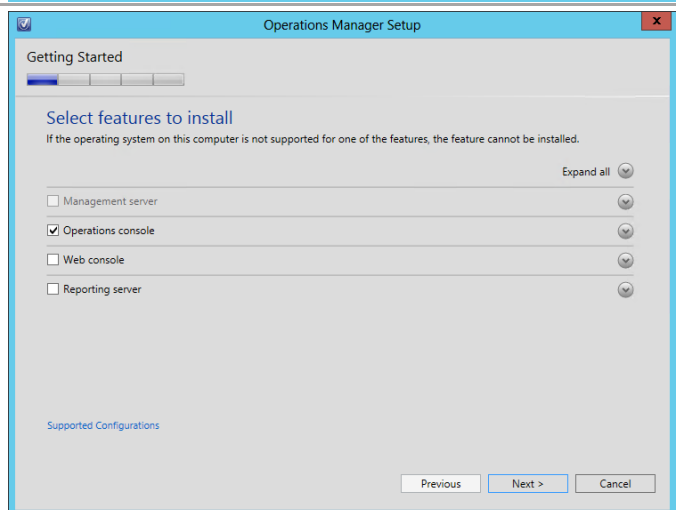 Operations Manager Setup
x
Getting Started
Select features to install
If the operating system on this computer is not supported for one of the features, the feature cannot be installed.
Expand all
Management server
Operations console
Web console
Reporting server
Supported Configurations
Previous
Next >
Cancel